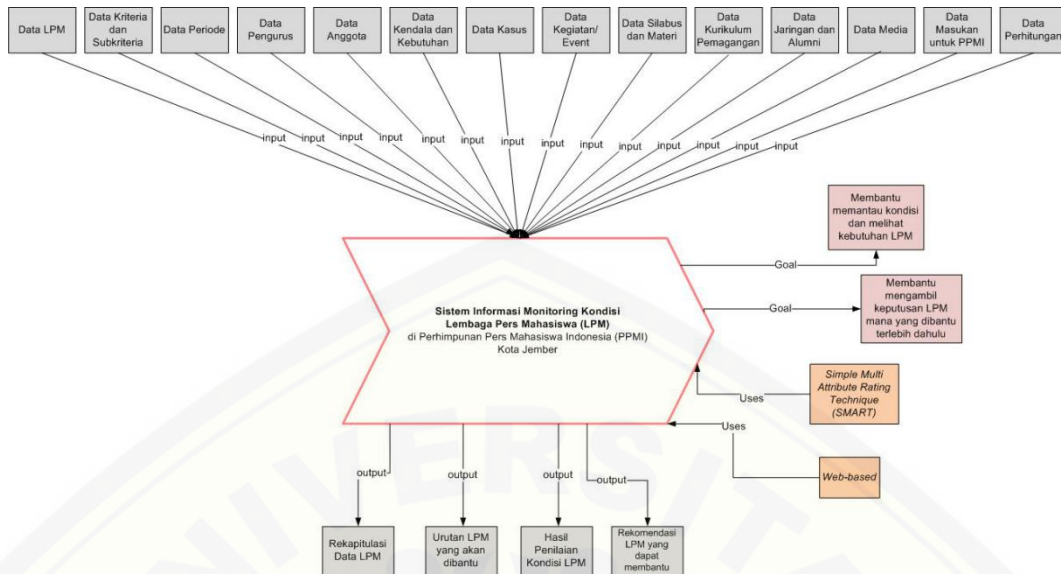 Data LPM
Data Kriteria
dan
Subkriteria
Data Periode
Data
Pengurus
Data
Anggota
Data
Kendala dan
Kebutuhan
Data Kasus
Data
Kegiatan/
Event
Data Silabus
dan Materi
Data
Kurikulum
Pemagangan
Data
Jaringan dan
Alumni
Data Media
Data
Masukan
untuk PPMI
Data
Perhitungan
input
input
input
input
input
input
input
input
input
input
input
input
input
input
Membantu
memantau kondisi
dan melihat
kebutuhan LPM
Goal
Membantu
mengambil
keputusan LPM
mana yang dibantu
terlebih dahulu
Goal
Sistem Informasi Monitoring Kondisi
Lembaga Pers Mahasiswa (LPM)
di Perhimpunan Pers Mahasiswa Indonesia (PPMI)
Kota Jember
Simple Multi
Attribute Rating
Technique
(SMART)
Uses
Uses
Web-based
output
output
output
output
Rekapitulasi
Data LPM
Urutan LPM
yang akan
dibantu
Hasil
Penilaian
Kondisi LPM
Rekomendasi
LPM yang
dapat
membantu
UNIVERSITA